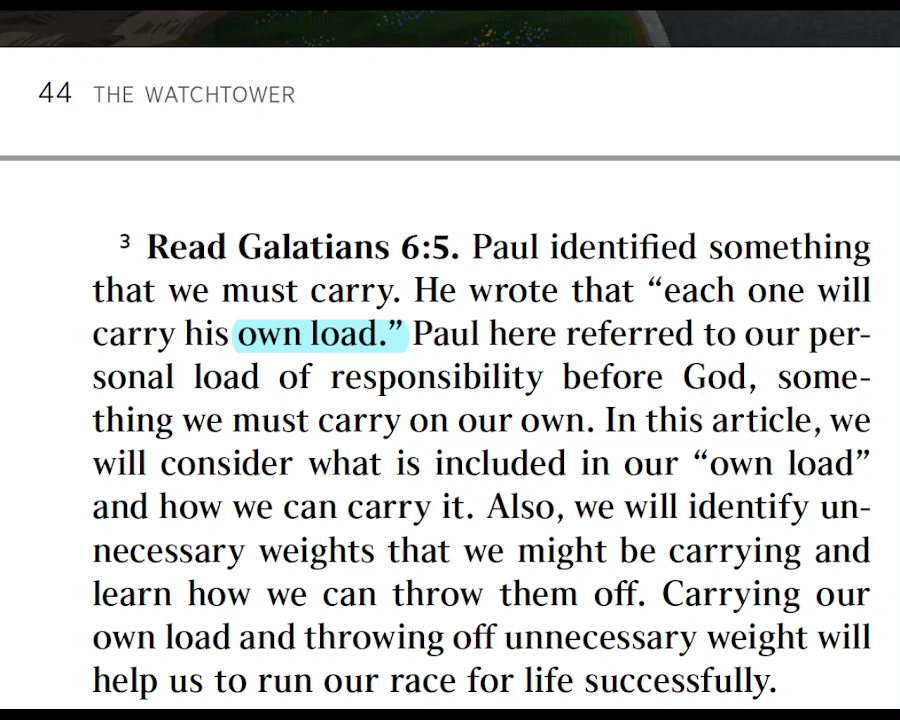 44 THE WATCHTOWER
3 Read Galatians 6:5. Paul identified something
that we must carry. He wrote that “each one will
carry his own load.” Paul here referred to our per-
sonal load of responsibility before God, some-
thing we must carry on our own. In this article, we
will consider what is included in our “own load”
and how we can carry it. Also, we will identify un-
necessary weights that we might be carrying and
learn how we can throw them off. Carrying our
own load and throwing off unnecessary weight will
help us to run our race for life successfully.